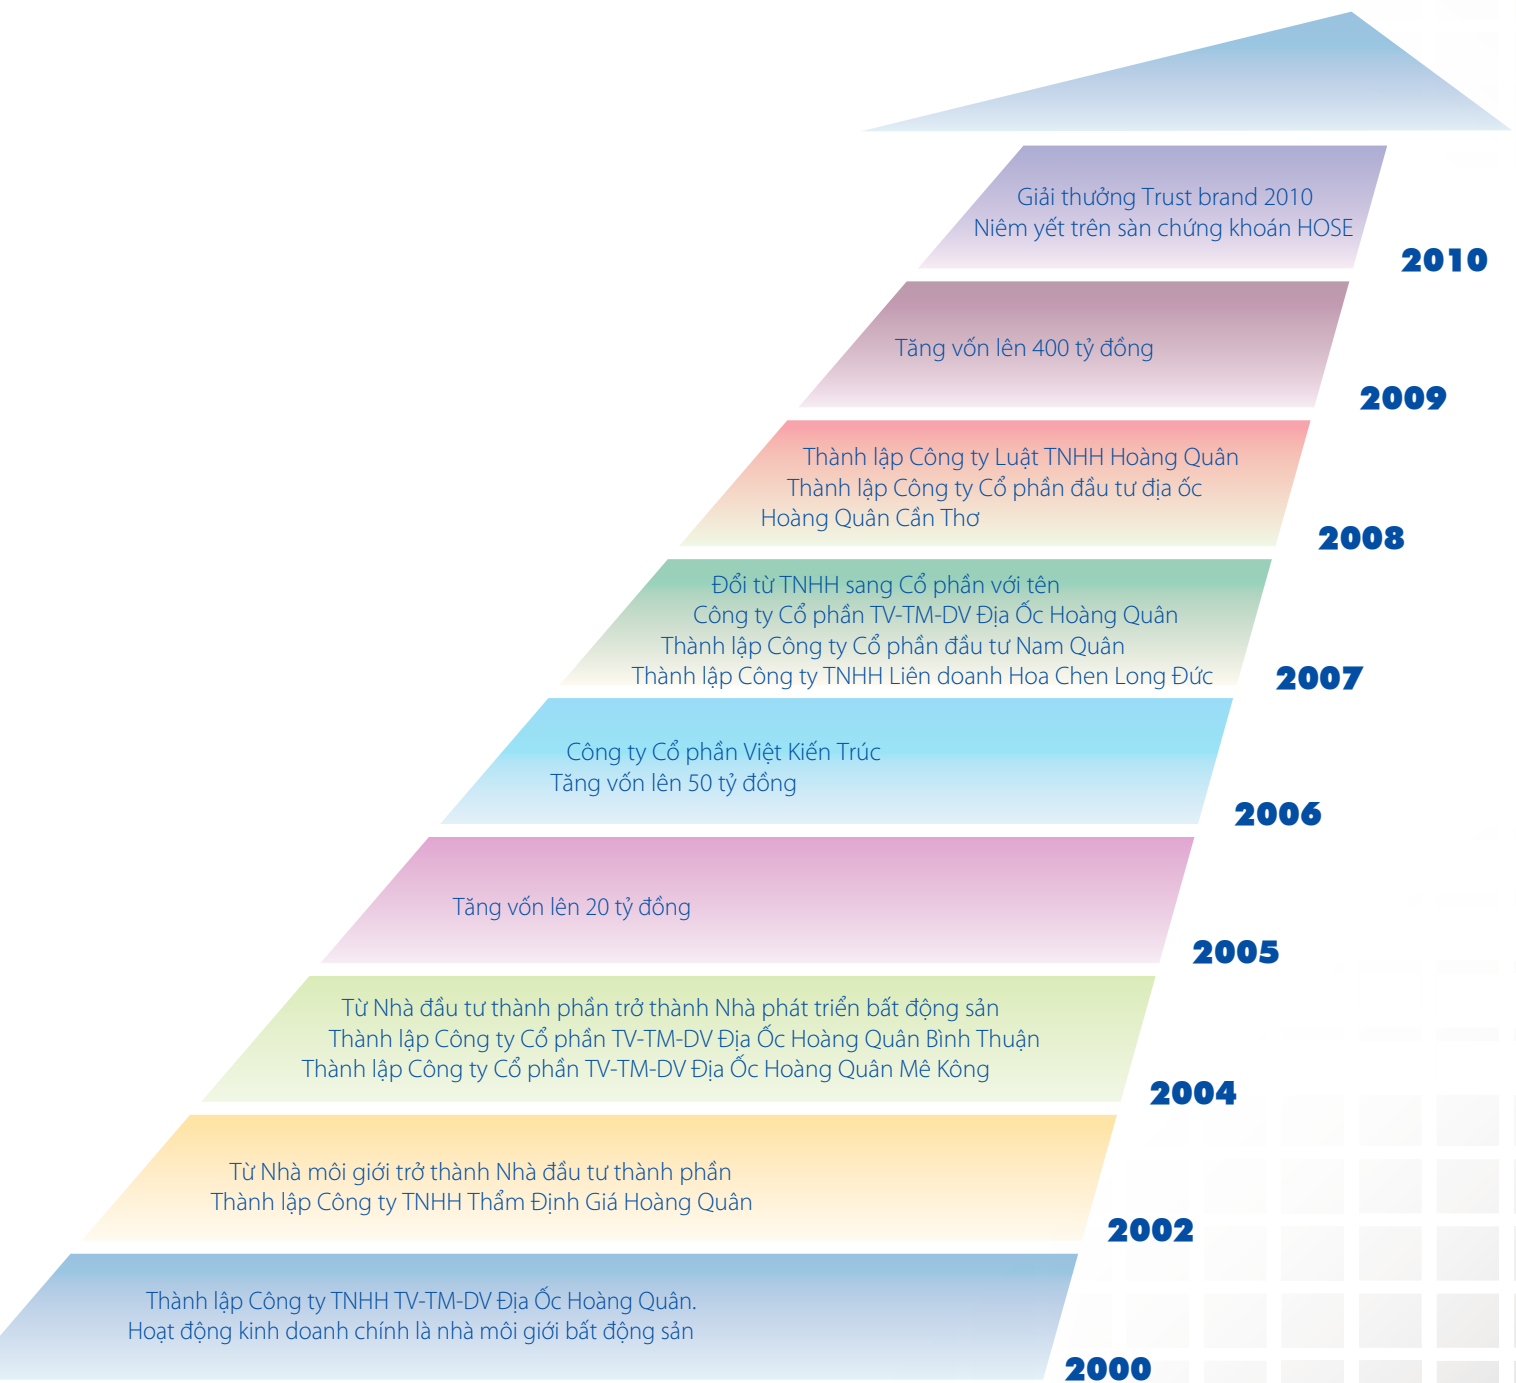 Giải thưởng Trust brand 2010
Niêm yết trên sàn chứng khoán HOSE
2010
Tăng vốn lên 400 tỷ đồng
2009
Thành lập Công ty Luật TNHH Hoàng Quân
Thành lập Công ty Cổ phần đầu tư địa ốc
Hoàng Quân Cần Thơ
2008
Đổi từ TNHH sang Cổ phần với tên
Công ty Cổ phần TV-TM-DV Địa Ốc Hoàng Quân
Thành lập Công ty Cổ phần đầu tư Nam Quân
Thành lập Công ty TNHH Liên doanh Hoa Chen Long Đức
2007
Công ty Cổ phần Việt Kiến Trúc
Tăng vốn lên 50 tỷ đồng
2006
Tăng vốn lên 20 tỷ đồng
2005
Từ Nhà đầu tư thành phần trở thành Nhà phát triển bất động sản
Thành lập Công ty Cổ phần TV-TM-DV Địa Ốc Hoàng Quân Bình Thuận
Thành lập Công ty Cổ phần TV-TM-DV Địa Ốc Hoàng Quân Mê Kông
2004
Từ Nhà môi giới trở thành Nhà đầu tư thành phần
Thành lập Công ty TNHH Thẩm Định Giá Hoàng Quân
2002
Thành lập Công ty TNHH TV-TM-DV Địa Ốc Hoàng Quân.
Hoạt động kinh doanh chính là nhà môi giới bất động sản
2000